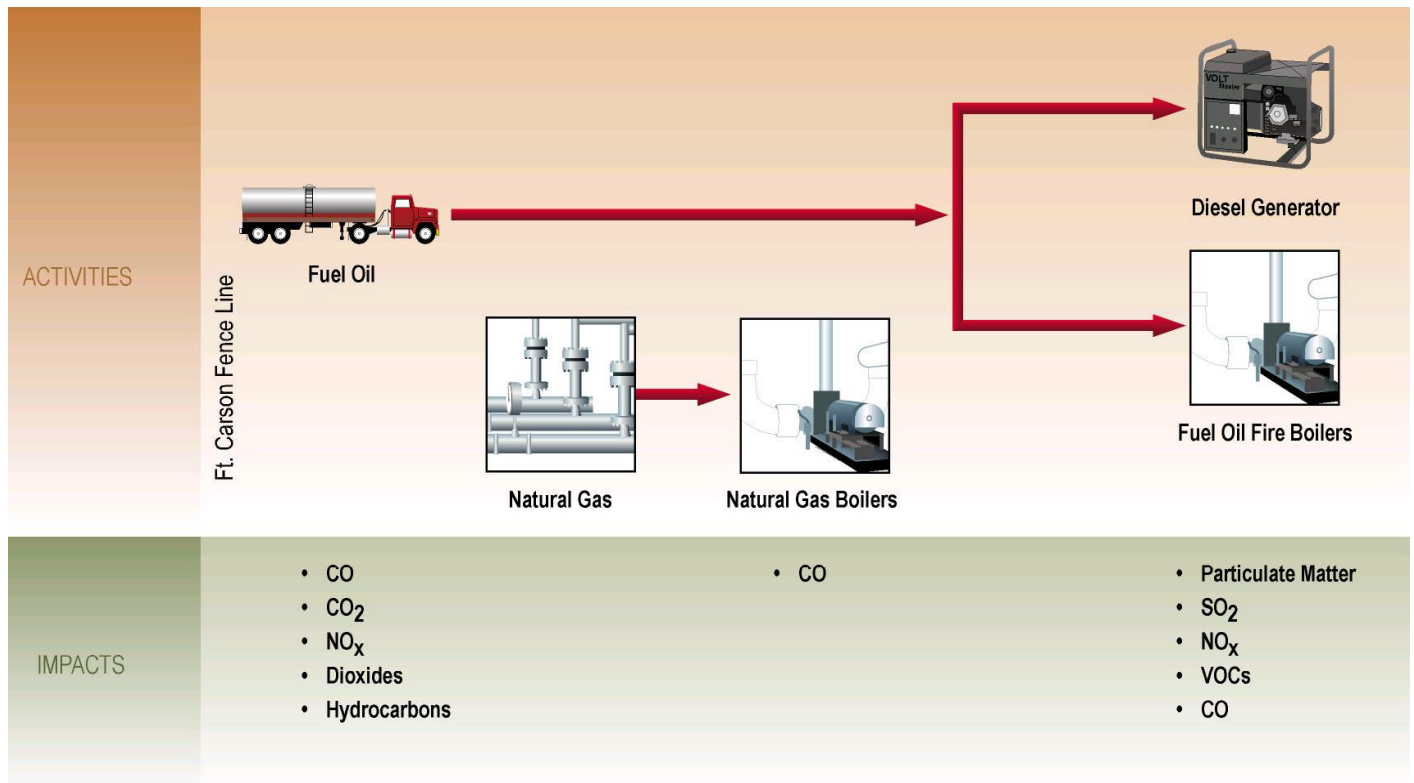 VOLT
Master
Diesel Generator
ACTIVITIES
Fuel Oil
Ft. Carson Fence Line
Fuel Oil Fire Boilers
Natural Gas
Natural Gas Boilers
IMPACTS
• CO
• CO2
• NOX
• Dioxides
• Hydrocarbons
• CO
• Particulate Matter
• SO2
• NOX
• VOCs
• CO